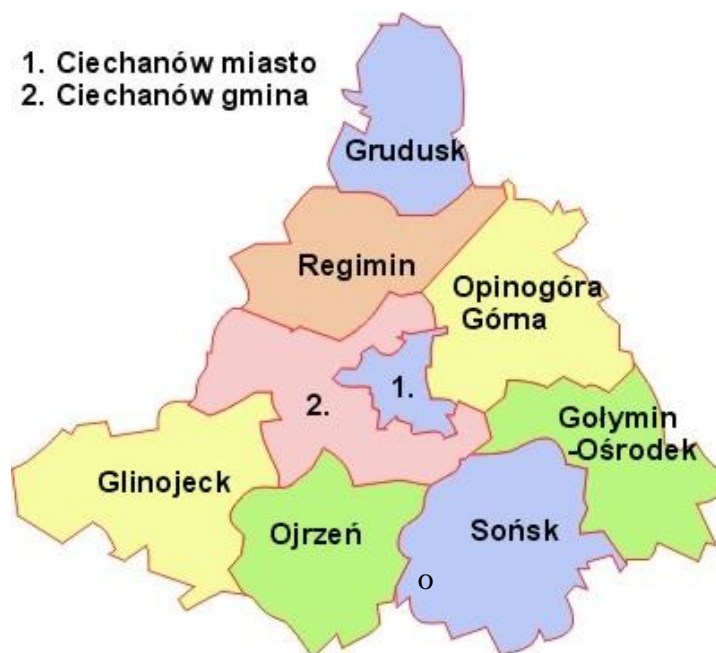 1. Ciechanów miasto
2. Ciechanów gmina
Grudusk
Regimin
Opinogóra
Górna
1.
2.
Gołymin
-Ośrodek
Glinojeck
Ojrzeń
Sońsk
O